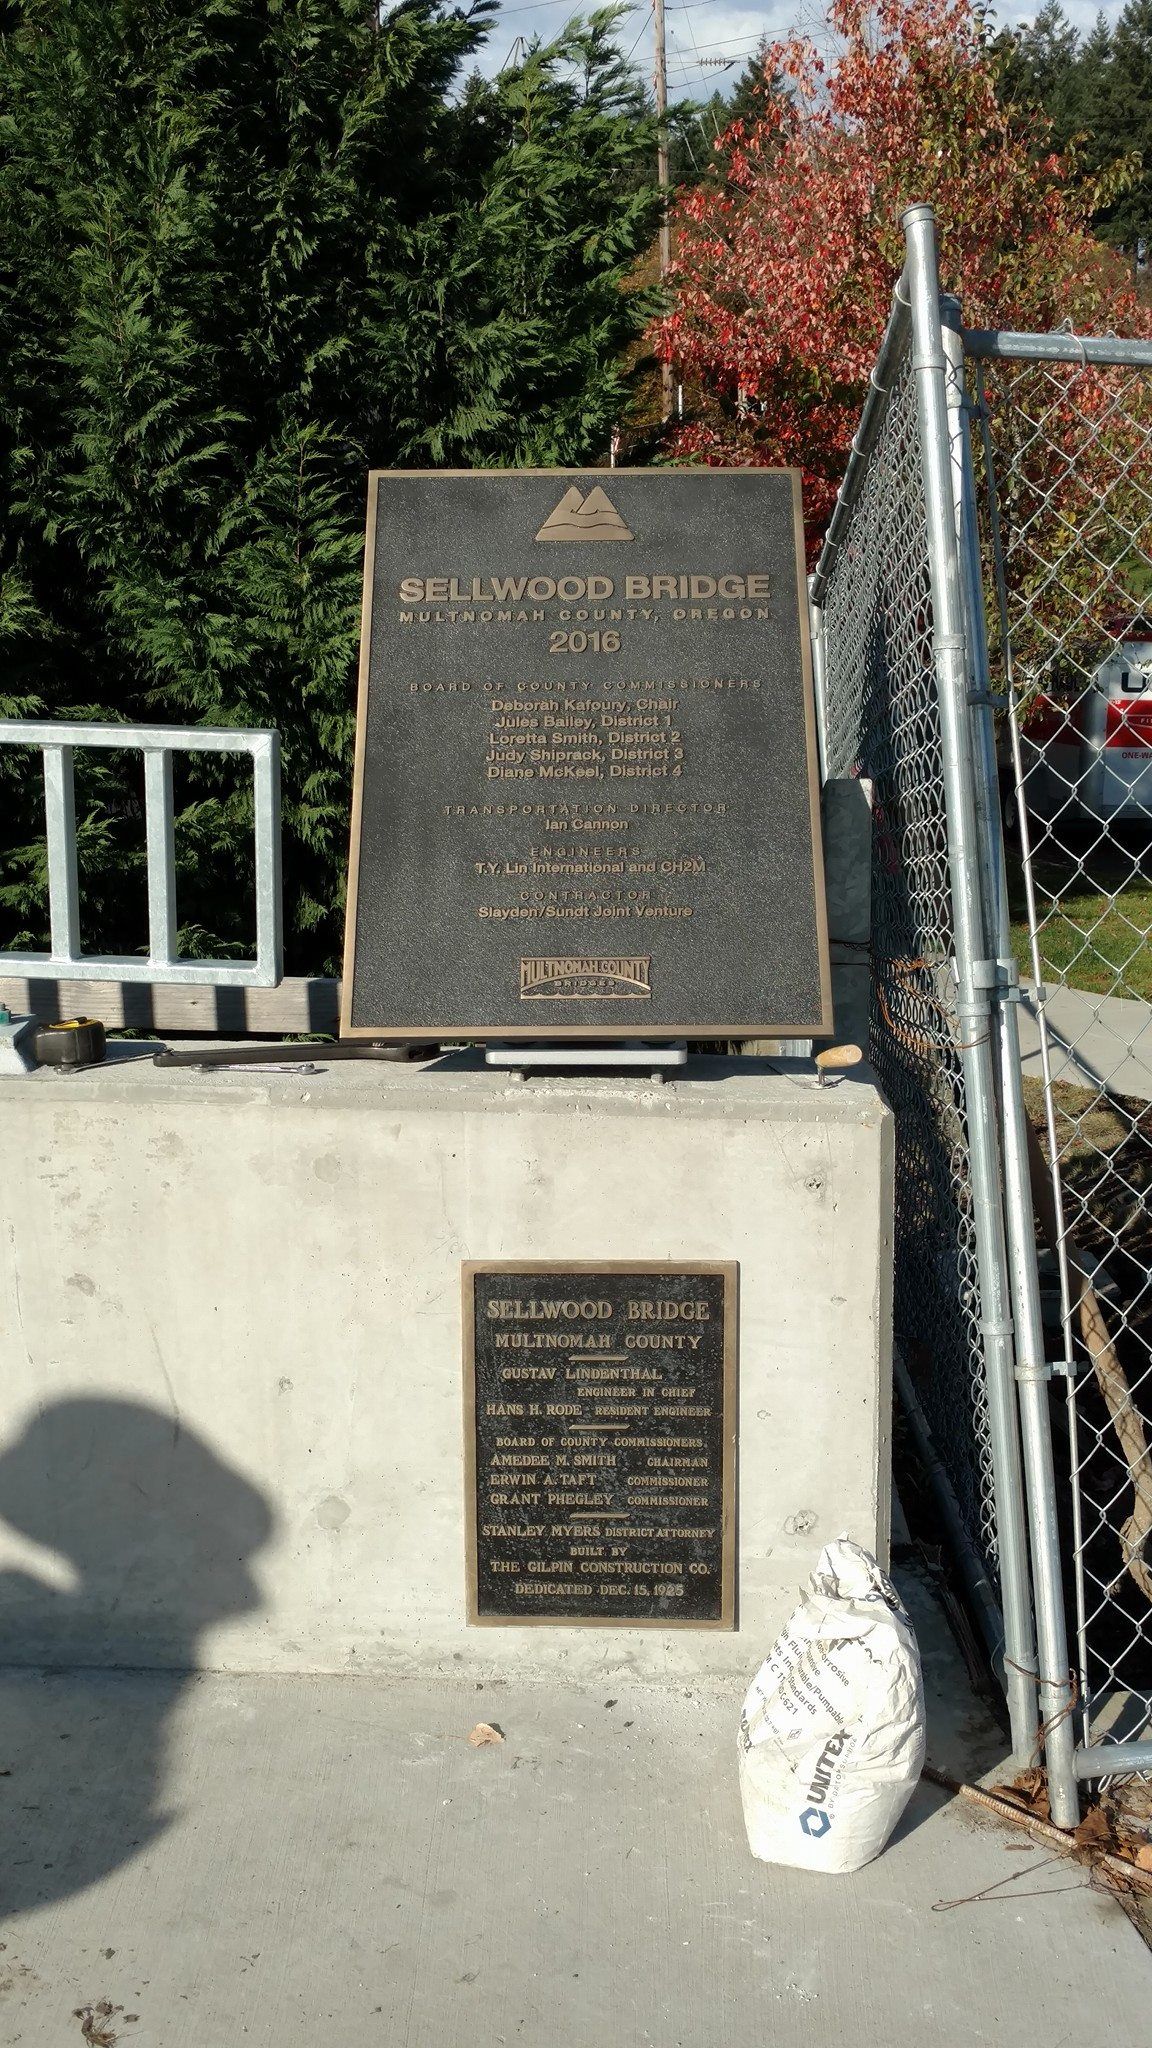 SELLWOOD BRIDGE
MULTNOMAH COUNTY, OREGON
2016
BOARD OF COUNTY COMMISSIONERS
Deborah Kafoury, Chair
Jules Bailey, District 1
Loretta Smith, District 2
Judy Shiprack, District 3
Diane McKeel, District 4
TRANSPORTATION DIRECTOR
Ian Cannon
ENGINEERS
T.Y. Lin International and CH2M
CONTRACTOR
Slayden/Sundt Joint Venture
MULTNOMAH COUNTY
BRIDGES
ONE-WA
SELLWOOD BRIDGE
MULTNOMAH COUNTY
GUSTAV LINDENTHAL
ENGINEER IN CHIEF
HANS H. RODE RESIDENT ENGINEER
BOARD OF COUNTY COMMISSIONERS
AMEDEE M. SMITH CHAIRMAN
ERWIN A. TAFT COMMISSIONER
GRANT PHEGLEY COMMISSIONER
STANLEY MYERS DISTRICT ATTORNEY
BUILT BY
THE GILPIN CONSTRUCTION CO.
DEDICATED DEC. 15, 1925
UNITEX